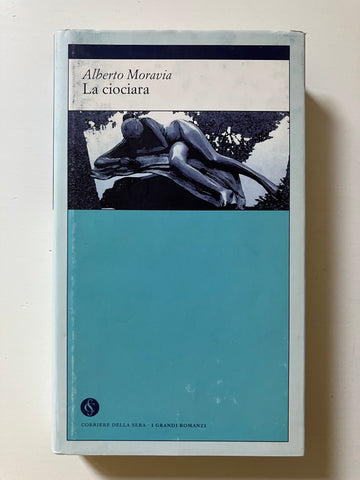 Alberto Moravia
La ciociara
CORRIERE DELLA SERA · I GRANDI ROMANZI